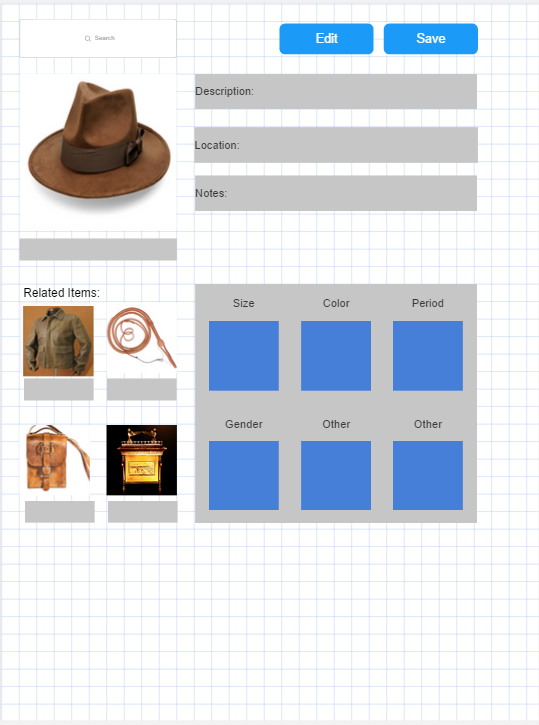 Search
Edit
Save
Description:
Location:
Notes:
Related Items:
Size
Color
Period
Gender
Other
Other